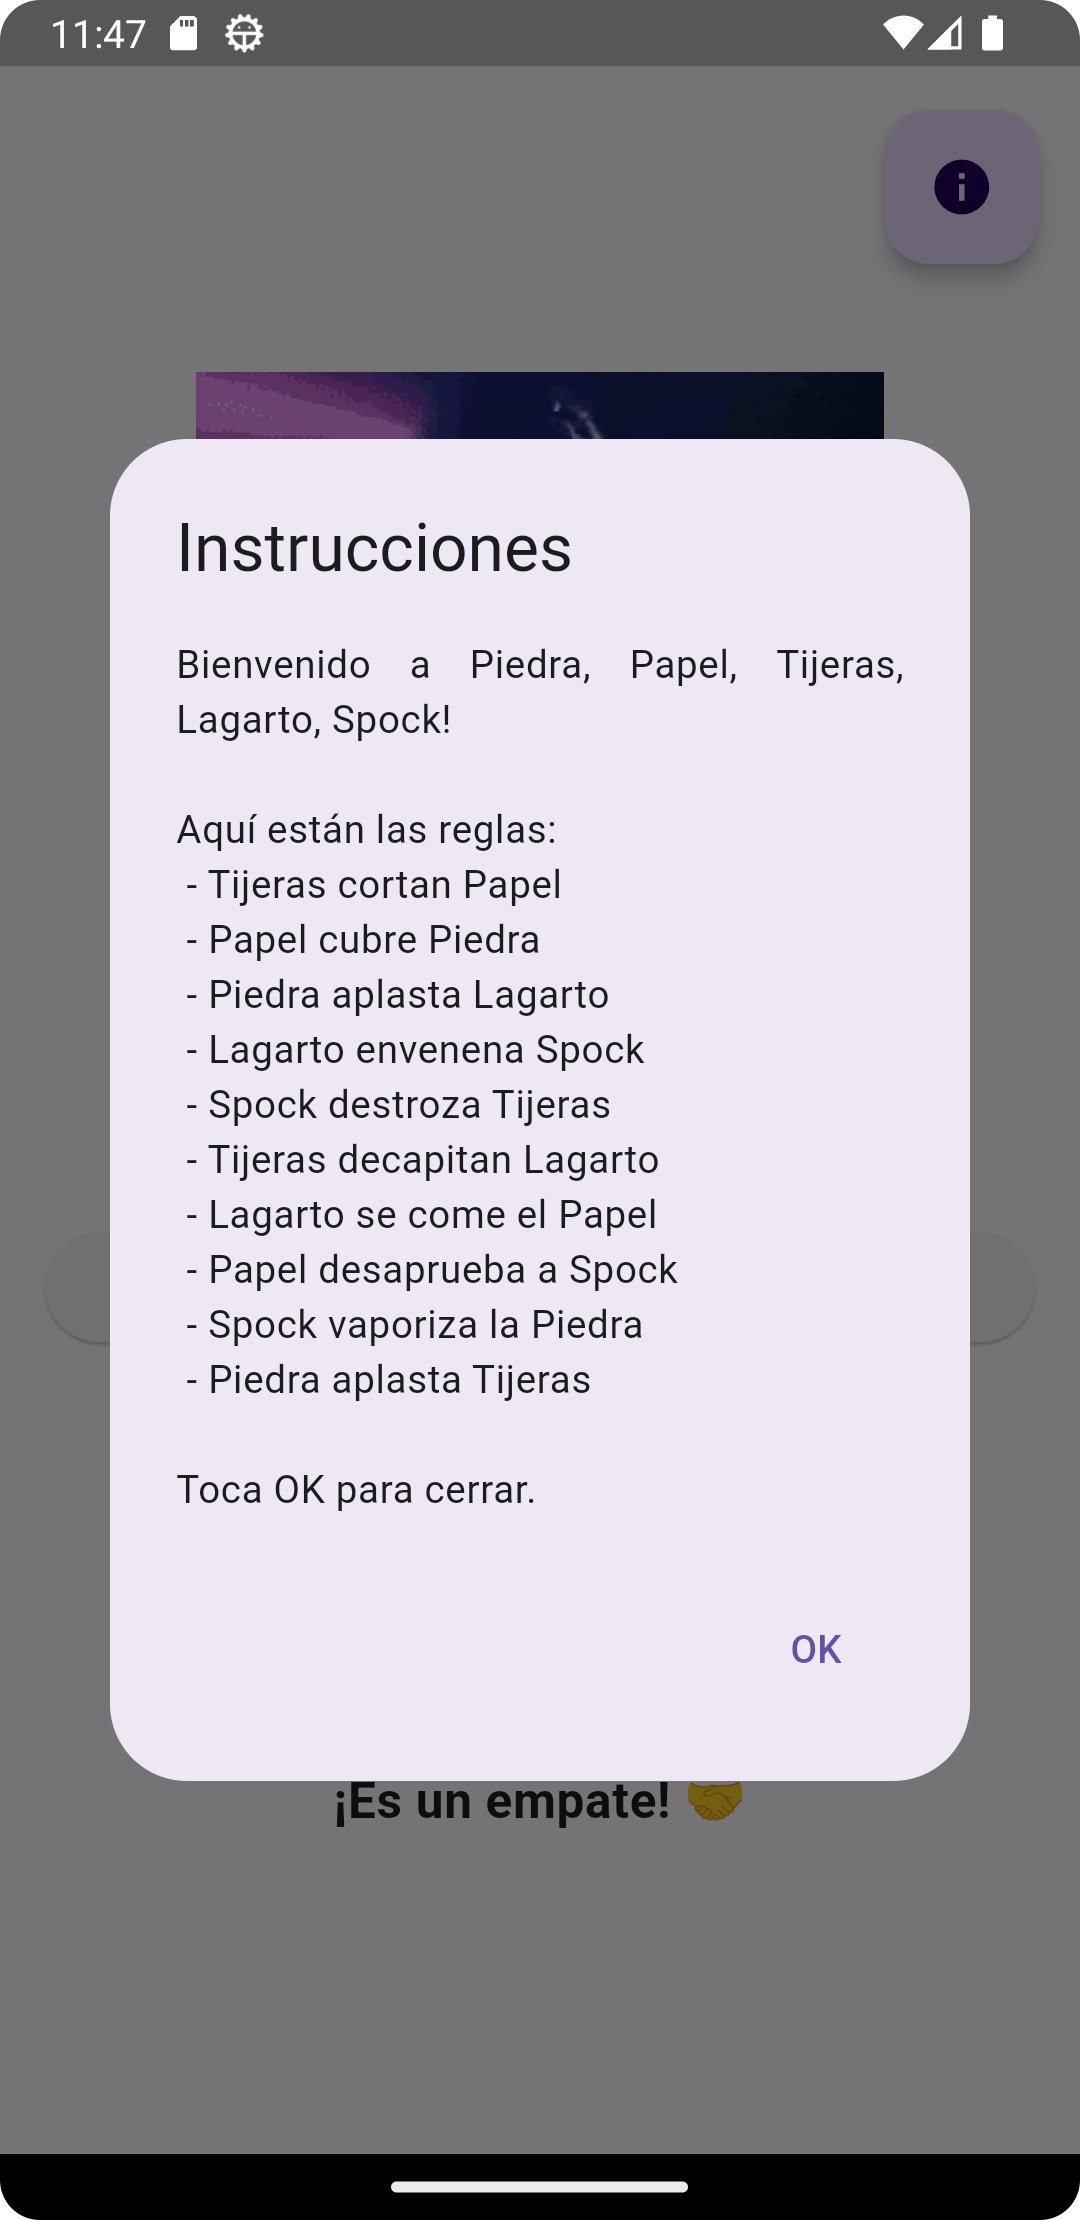 11:47
Instrucciones
Bienvenido a Piedra, Papel, Tijeras,
Lagarto, Spock!
Aquí están las reglas:
- Tijeras cortan Papel
- Papel cubre Piedra
- Piedra aplasta Lagarto
- Lagarto envenena Spock
- Spock destroza Tijeras
- Tijeras decapitan Lagarto
- Lagarto se come el Papel
- Papel desaprueba a Spock
- Spock vaporiza la Piedra
- Piedra aplasta Tijeras
Toca OK para cerrar.
OK
¡Es un empate! 🤝